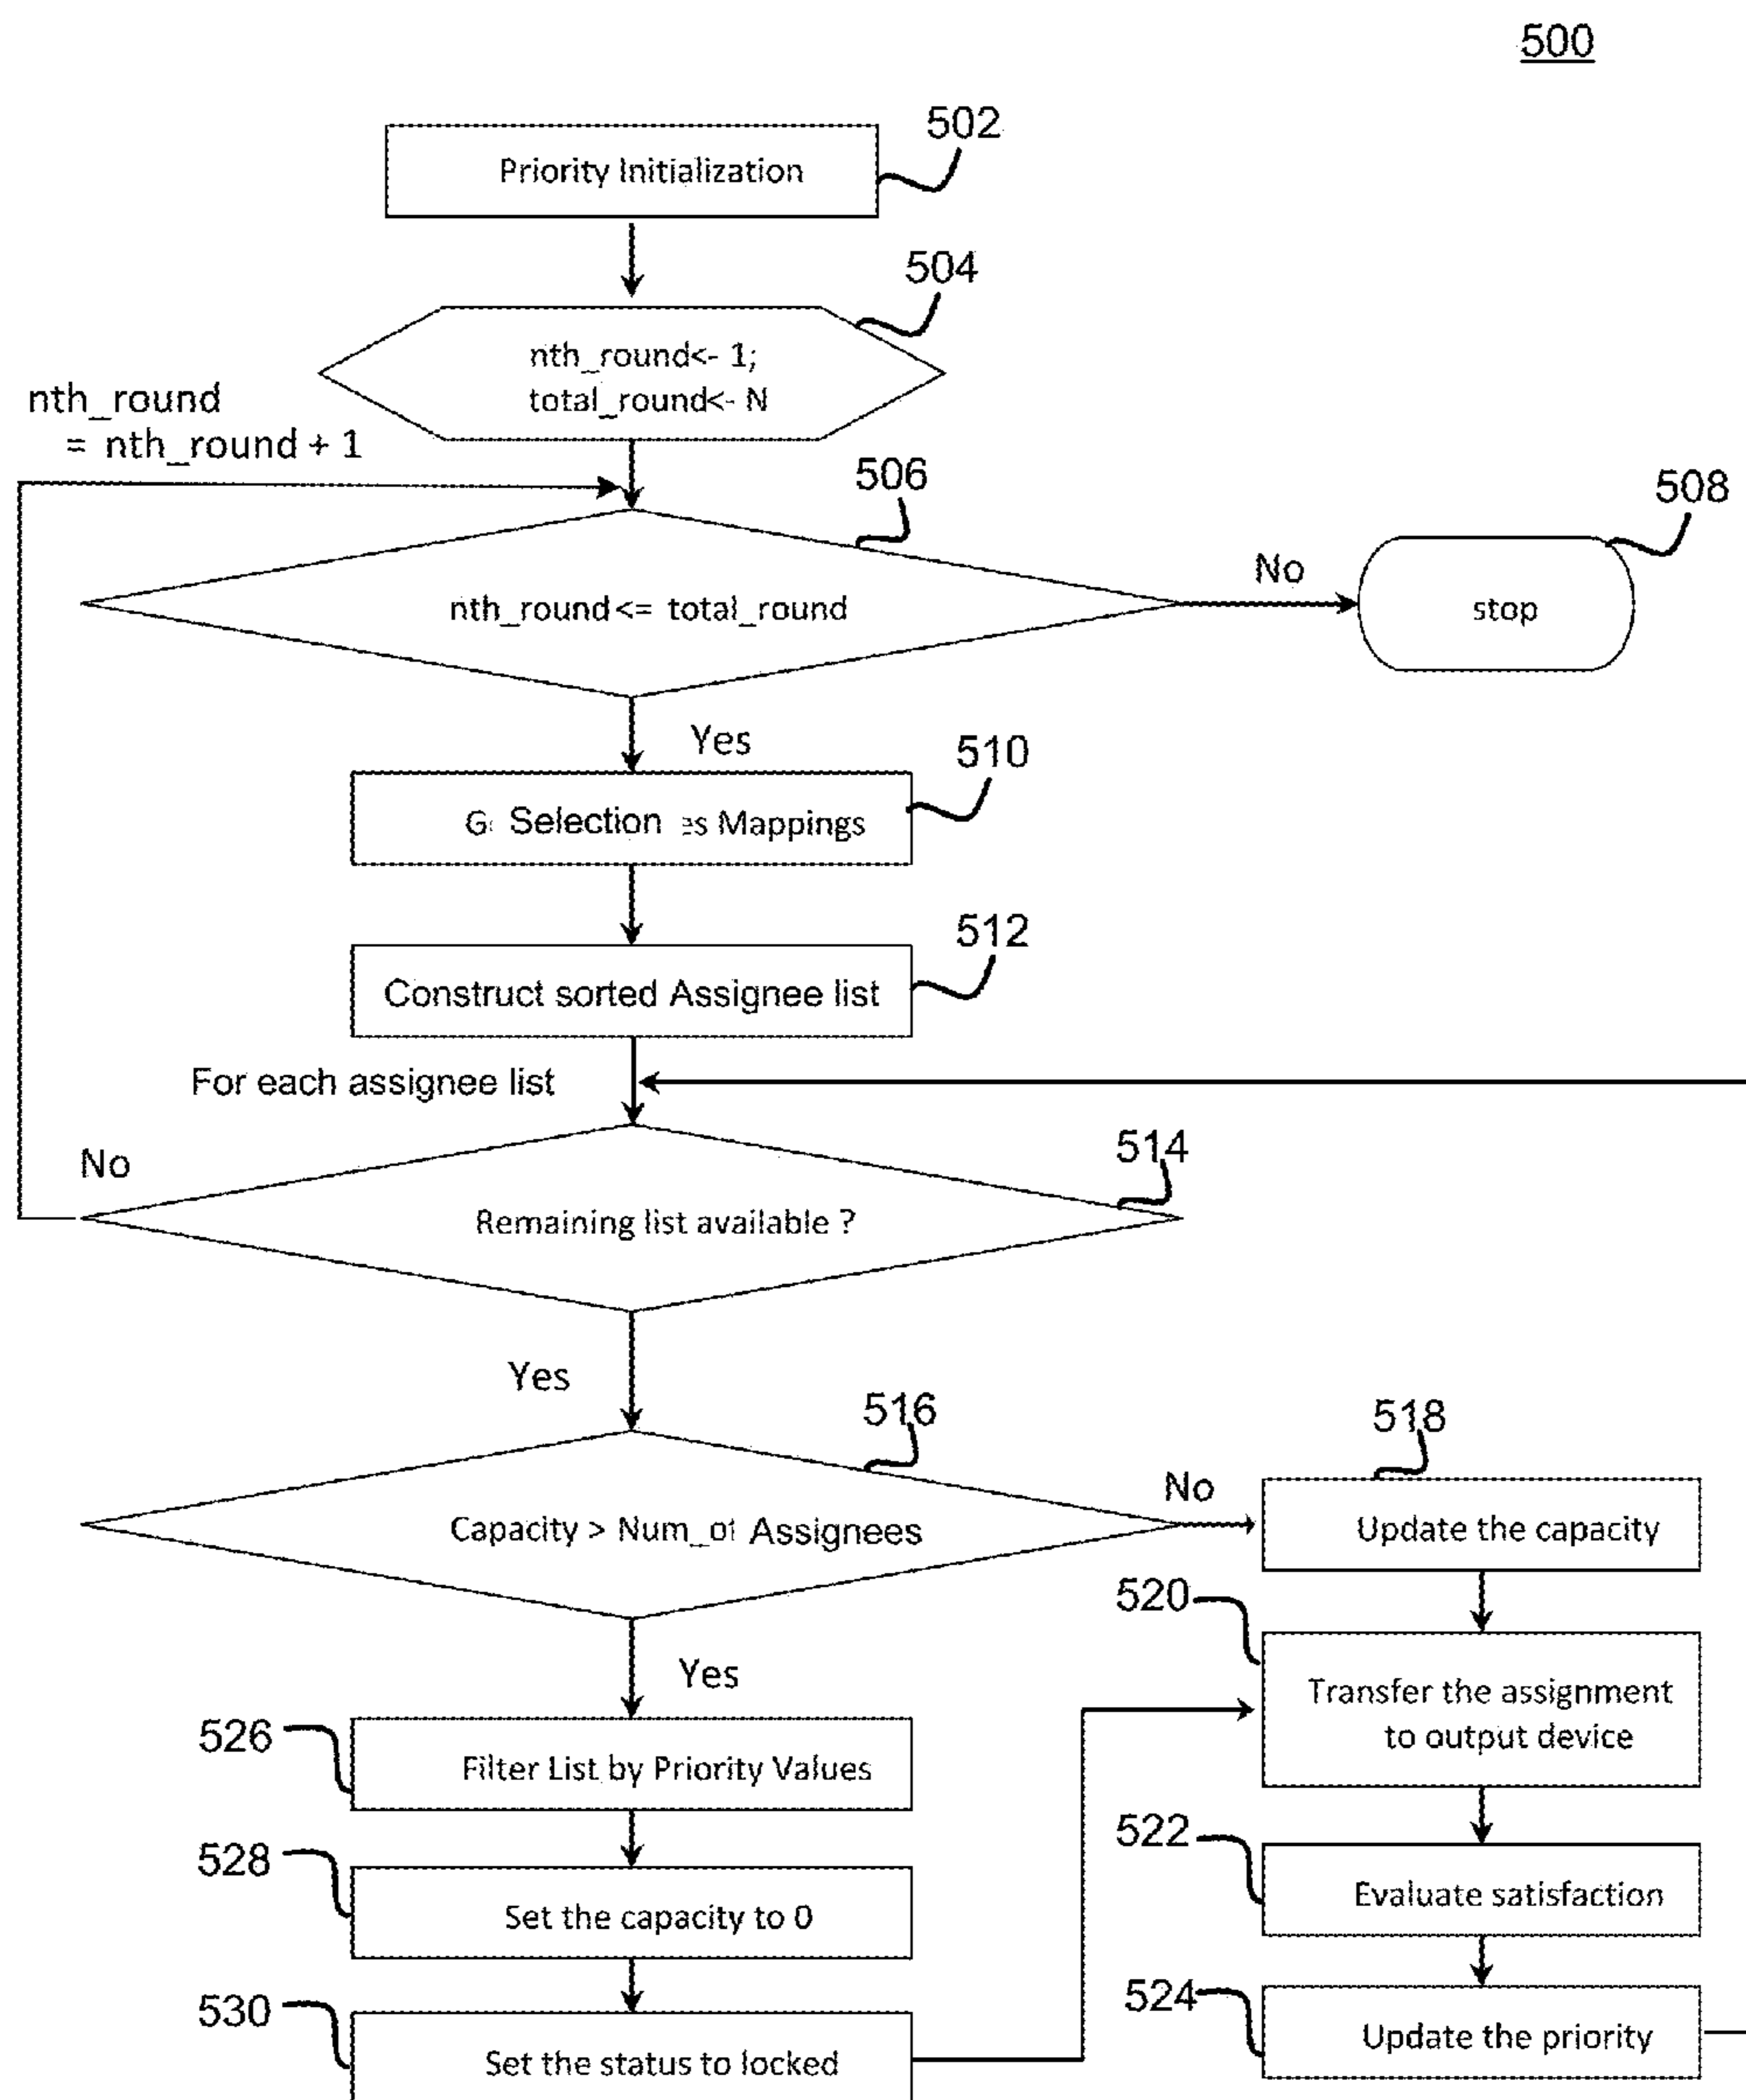 500
502
Priority Initialization
504
nth_round<- 1;
total_round<- N
nth_round
= nth_round + 1
506
508
nth_round <= total_round
No
stop
Yes
510
Selection Mappings
512
Construct sorted Assignee list
For each assignee list
No
514
Remaining list available ?
Yes
516
518
Capacity > Num_of Assignees
No
Update the capacity
520
Yes
Transfer the assignment
to output device
526
Filter List by Priority Values
522
528
Evaluate satisfaction
Set the capacity to 0
524
530
Update the priority
Set the status to locked